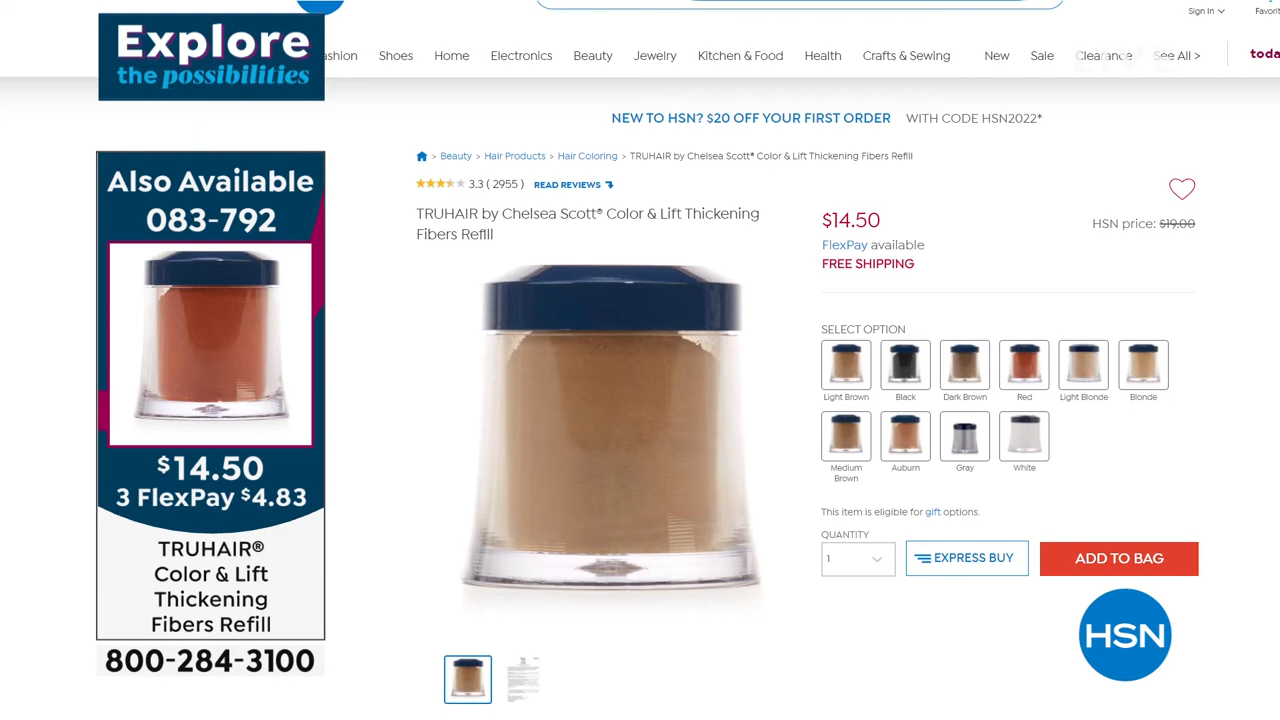 Explore
the possibilities
Sign In
ashion Shoes Home Electronics Beauty Jewelry Kitchen & Food Health Crafts & Sewing New Sale Clearance See All >
toda
NEW TO HSN? $20 OFF YOUR FIRST ORDER WITH CODE HSN2022*
> Beauty > Hair Products > Hair Coloring > TRUHAIR by Chelsea Scott® Color & Lift Thickening Fibers Refill
3.3 ( 2955 ) READ REVIEWS
TRUHAIR by Chelsea Scott® Color & Lift Thickening
Fibers Refill
$14.50
HSN price: $19.00
FlexPay available
FREE SHIPPING
SELECT OPTION
Light Brown Black Dark Brown Red Light Blonde Blonde
Medium
Brown
Auburn Gray White
This item is eligible for gift options.
QUANTITY
1
EXPRESS BUY
ADD TO BAG
HSN
Also Available
083-792
$14.50
3 FlexPay $4.83
TRUHAIR®
Color & Lift
Thickening
Fibers Refill
800-284-3100